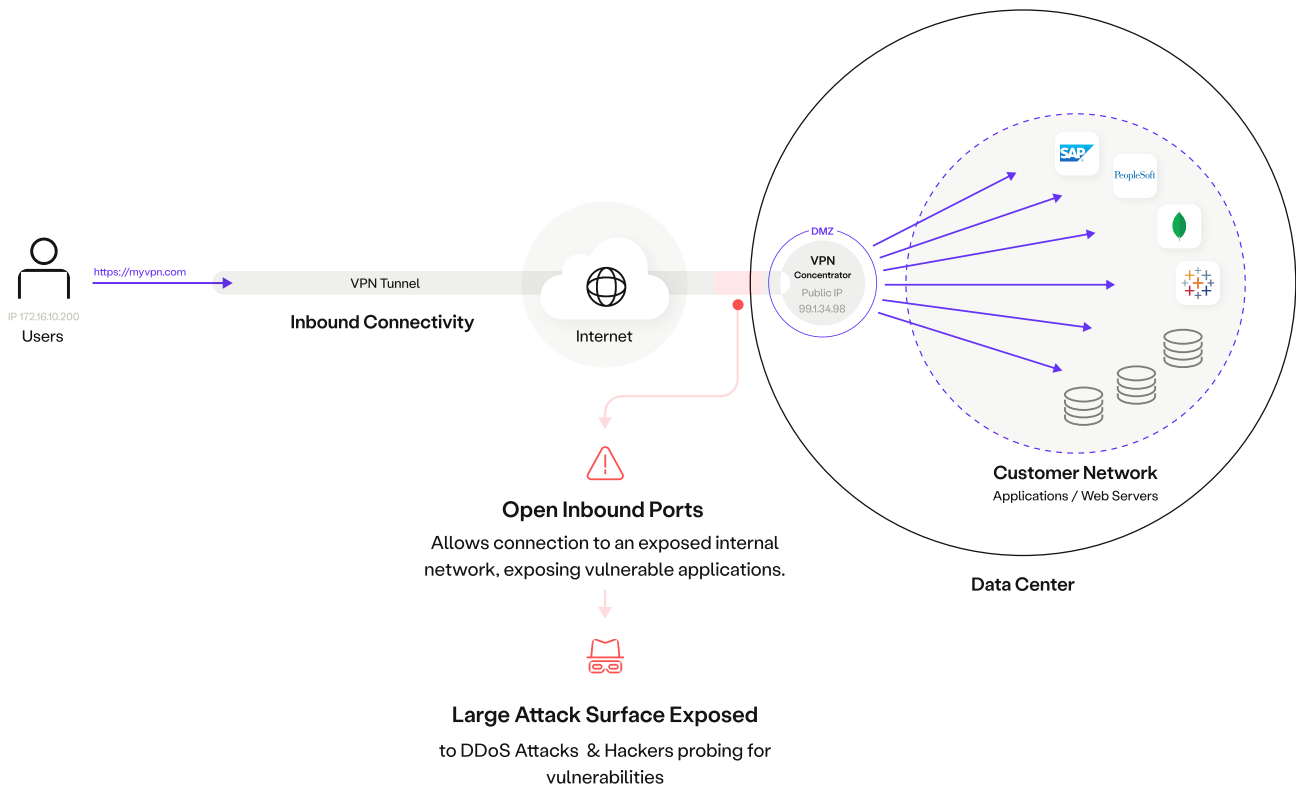 https://myvpn.com
IP 172.16.10.200
Users
VPN Tunnel
Inbound Connectivity
Internet
DMZ
VPN
Concentrator
Public IP
99.1.34.98
SAP
PeopleSoft
Customer Network
Applications / Web Servers
Data Center
Open Inbound Ports
Allows connection to an exposed internal
network, exposing vulnerable applications.
Large Attack Surface Exposed
to DDoS Attacks & Hackers probing for
vulnerabilities